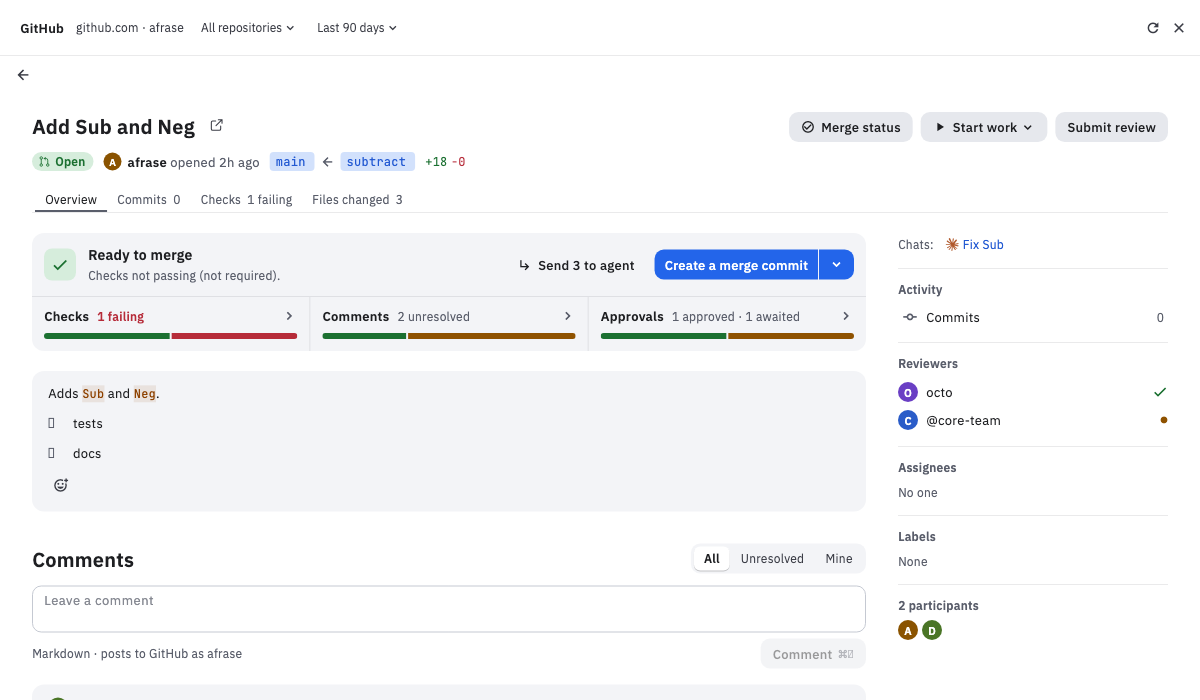 GitHub github.com · afrase All repositories Last 90 days
Add Sub and Neg
Merge status Start work Submit review
Open A afrase opened 2h ago main ← subtract +18 -0
Overview Commits 0 Checks 1 failing Files changed 3
Ready to merge
Checks not passing (not required).
Send 3 to agent Create a merge commit
Checks 1 failing Comments 2 unresolved Approvals 1 approved · 1 awaited
Adds Sub and Neg.
tests
docs
Comments
All Unresolved Mine
Leave a comment
Markdown · posts to GitHub as afrase
Comment
Chats: Fix Sub
Activity
Commits 0
Reviewers
O octo
C @core-team
Assignees
No one
Labels
None
2 participants
A D